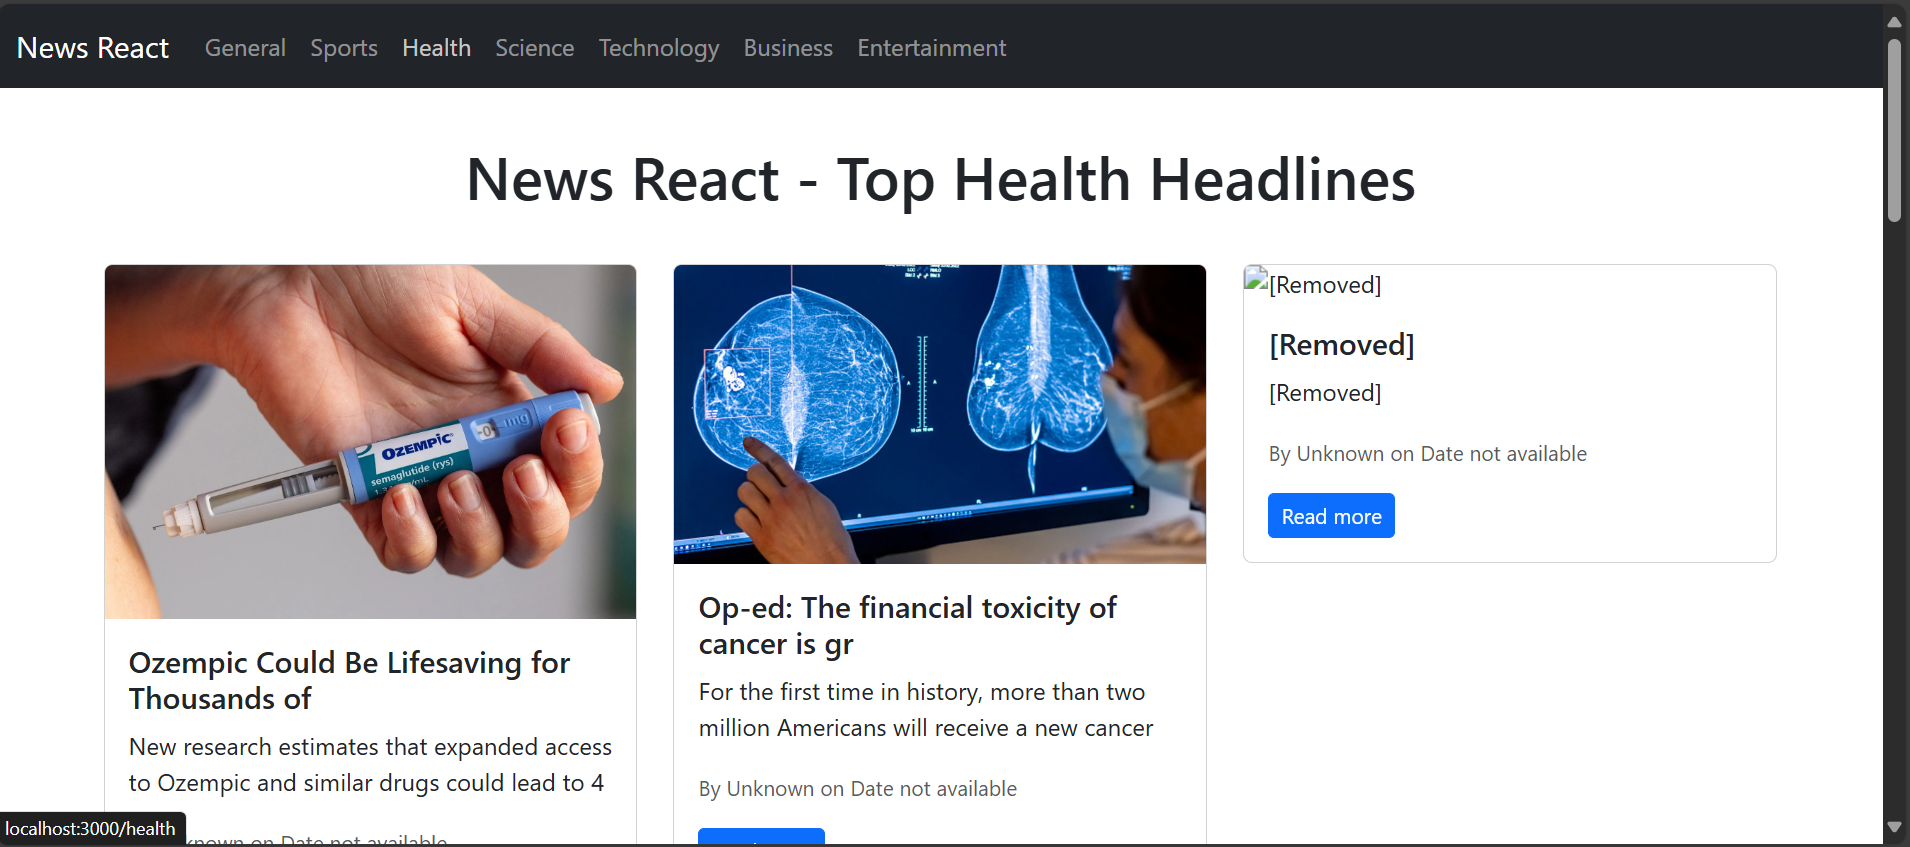 News React General Sports Health Science Technology Business Entertainment
News React - Top Health Headlines
OZEMPIC
semaglutide (rys)
Ozempic Could Be Lifesaving for
Thousands of
New research estimates that expanded access
to Ozempic and similar drugs could lead to 4
known on Date not available
Op-ed: The financial toxicity of
cancer is gr
For the first time in history, more than two
million Americans will receive a new cancer
By Unknown on Date not available
[Removed]
[Removed]
[Removed]
By Unknown on Date not available
Read more
localhost:3000/health